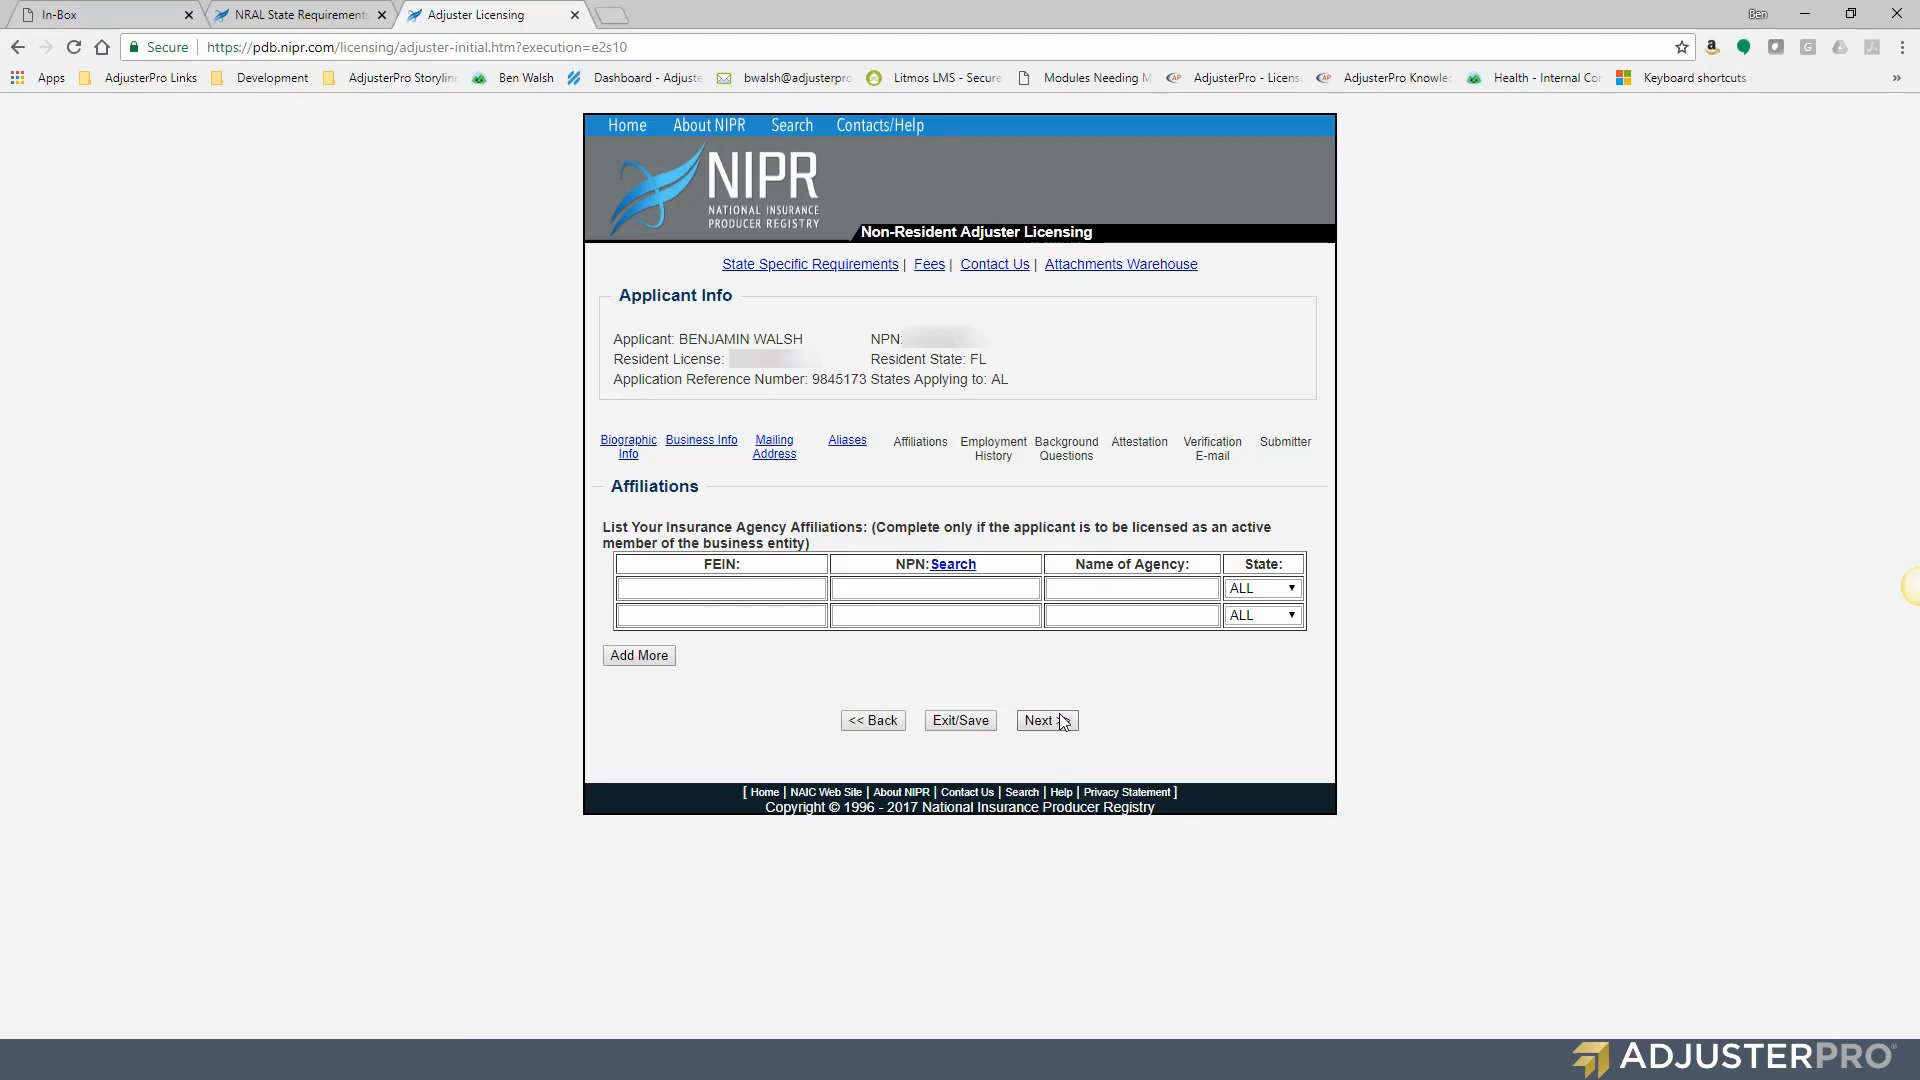 In-Box
NRAL State Requirements
Adjuster Licensing
Ben
Secure
https://pdb.nipr.com/licensing/adjuster-initial.htm?execution=e2s10
Apps
AdjusterPro Links
Development
AdjusterPro Storylin
Ben Walsh
Dashboard - Adjuste
bwalsh@adjusterpro
Litmos LMS - Secure
Modules Needing M
AdjusterPro - Licens
AdjusterPro Knowle
Health - Internal Cor
Keyboard shortcuts
»
Home About NIPR Search Contacts/Help
NIPR
NATIONAL INSURANCE
PRODUCER REGISTRY
Non-Resident Adjuster Licensing
State Specific Requirements | Fees | Contact Us | Attachments Warehouse
Applicant Info
Applicant: BENJAMIN WALSH NPN:
Resident License: Resident State: FL
Application Reference Number: 9845173 States Applying to: AL
Biographic Info
Business Info
Mailing Address
Aliases
Affiliations
Employment History
Background Questions
Attestation
Verification E-mail
Submitter
Affiliations
List Your Insurance Agency Affiliations: (Complete only if the applicant is to be licensed as an active
member of the business entity)
FEIN: NPN:Search Name of Agency: State:
ALL
ALL
Add More
<< Back Exit/Save Next
[ Home | NAIC Web Site | About NIPR | Contact Us | Search | Help | Privacy Statement ]
Copyright © 1996 - 2017 National Insurance Producer Registry
ADJUSTERPRO®